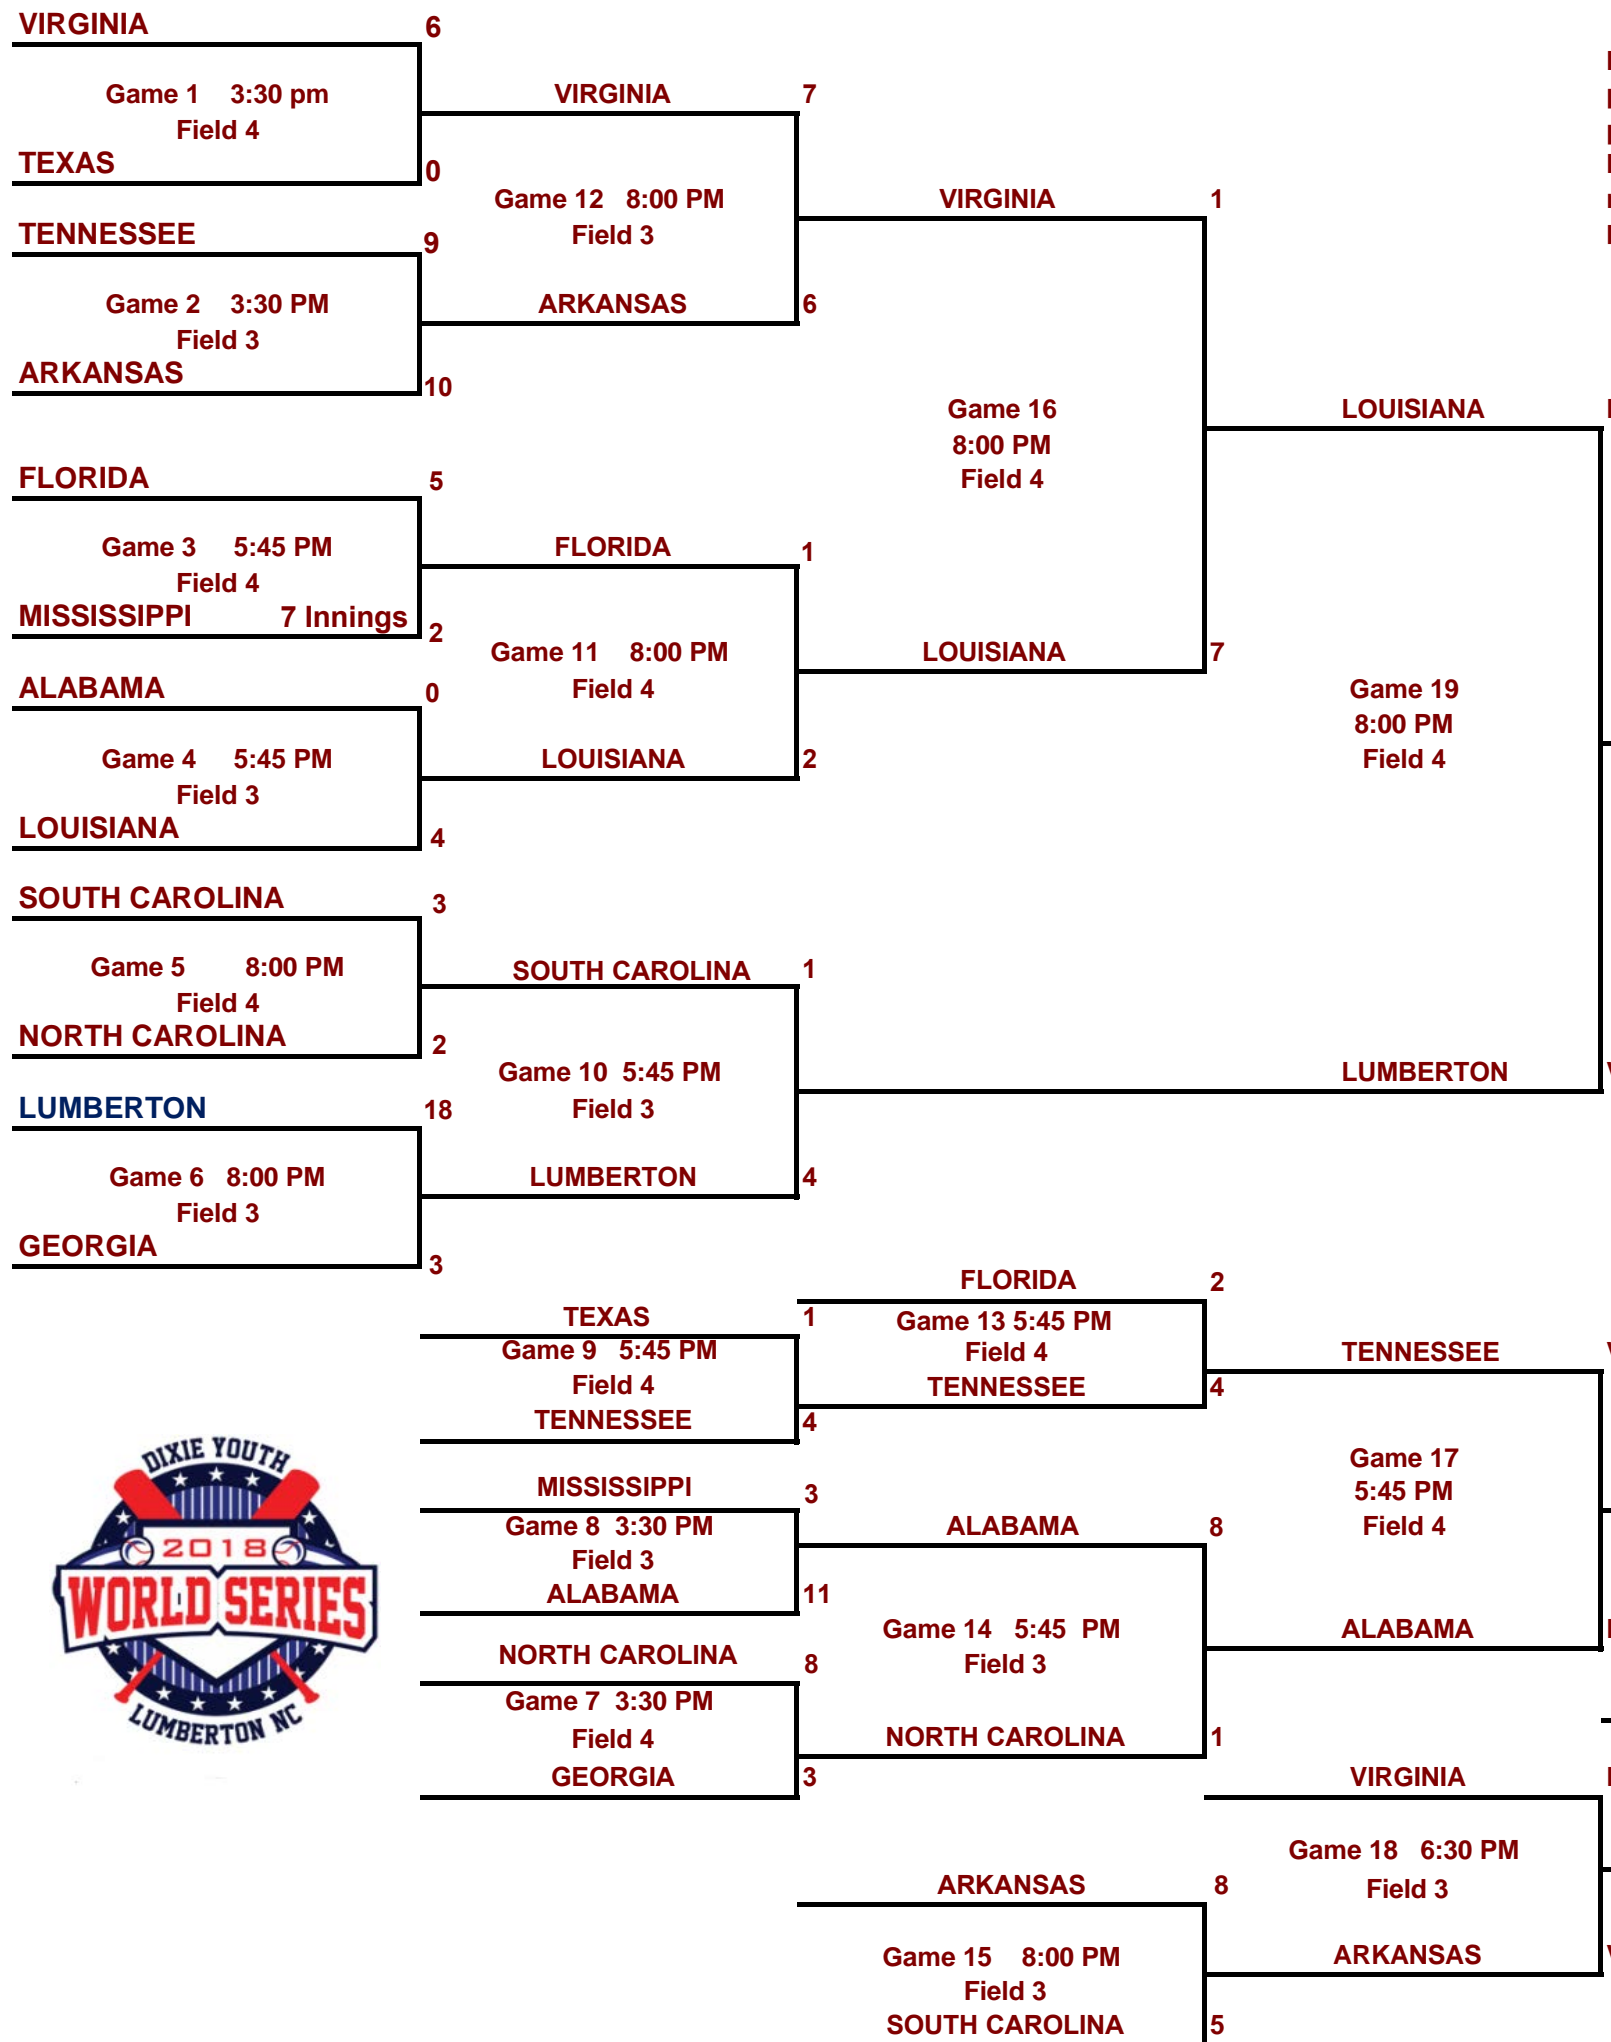 VIRGINIA 6
Game 1 3:30 pm
Field 4
TEXAS 0
TENNESSEE 9
Game 2 3:30 PM
Field 3
ARKANSAS 10
FLORIDA 5
Game 3 5:45 PM
Field 4
MISSISSIPPI 7 Innings 2
ALABAMA 0
Game 4 5:45 PM
Field 3
LOUISIANA 4
SOUTH CAROLINA 3
Game 5 8:00 PM
Field 4
NORTH CAROLINA 2
LUMBERTON 18
Game 6 8:00 PM
Field 3
GEORGIA 3
VIRGINIA 7
Game 12 8:00 PM
Field 3
ARKANSAS 6
FLORIDA 1
Game 11 8:00 PM
Field 4
LOUISIANA 2
SOUTH CAROLINA 1
Game 10 5:45 PM
Field 3
LUMBERTON 4
VIRGINIA 1
Game 16
8:00 PM
Field 4
LOUISIANA 7
LOUISIANA
Game 19
8:00 PM
Field 4
LUMBERTON
TEXAS 1
Game 9 5:45 PM
Field 4
TENNESSEE 4
MISSISSIPPI 3
Game 8 3:30 PM
Field 3
ALABAMA 11
NORTH CAROLINA 8
Game 7 3:30 PM
Field 4
GEORGIA 3
FLORIDA 2
Game 13 5:45 PM
Field 4
TENNESSEE 4
ALABAMA 8
Game 14 5:45 PM
Field 3
NORTH CAROLINA 1
ARKANSAS 8
Game 15 8:00 PM
Field 3
SOUTH CAROLINA 5
TENNESSEE
Game 17
5:45 PM
Field 4
ALABAMA
VIRGINIA
Game 18 6:30 PM
Field 3
ARKANSAS
DIXIE YOUTH
2018
WORLD SERIES
LUMBERTON NC